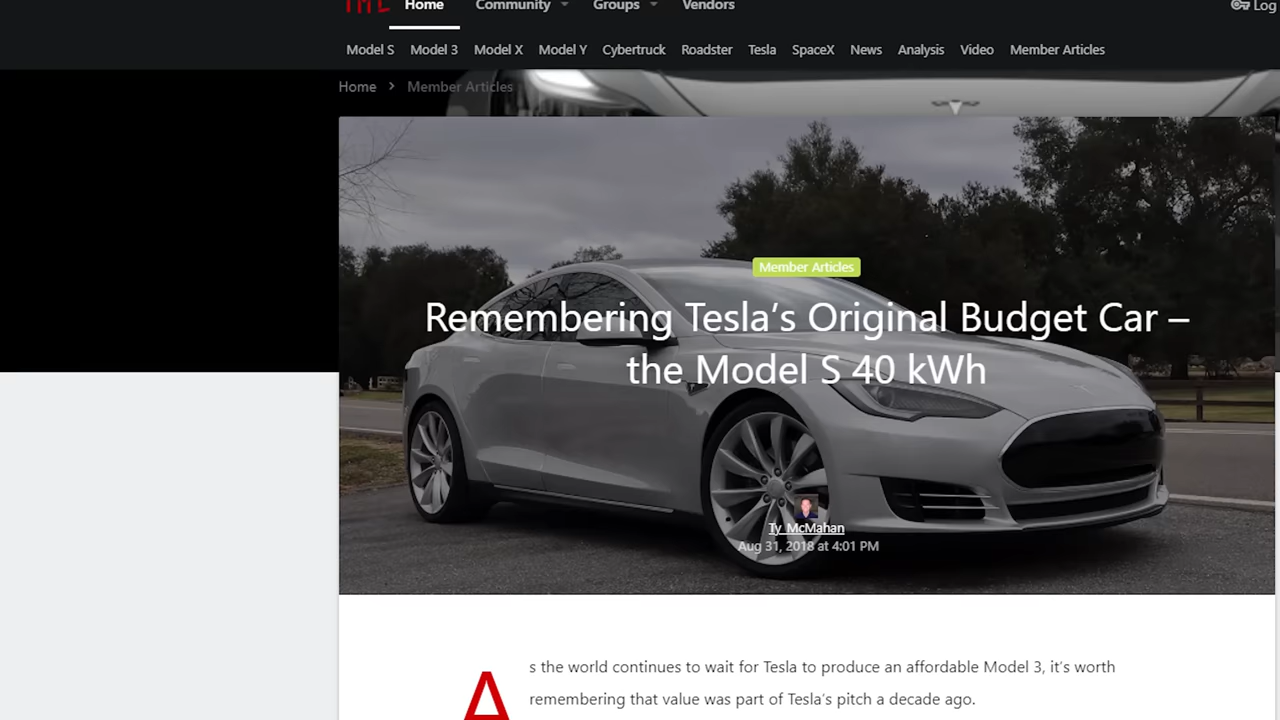 Home Community Groups Vendors Log
Model S Model 3 Model X Model Y Cybertruck Roadster Tesla SpaceX News Analysis Video Member Articles
Home > Member Articles
Member Articles
Remembering Tesla's Original Budget Car –
the Model S 40 kWh
Ty_McMahan
Aug 31, 2018 at 4:01 PM
As the world continues to wait for Tesla to produce an affordable Model 3, it's worth
remembering that value was part of Tesla's pitch a decade ago.